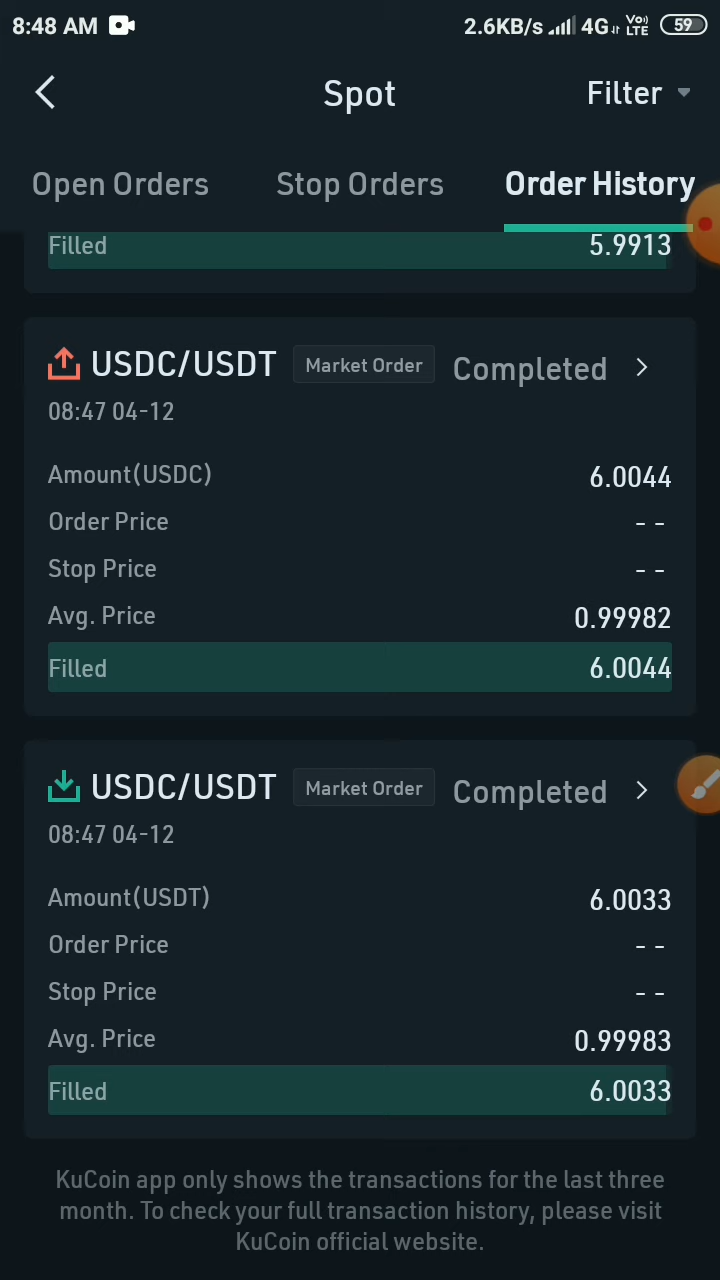 8:48 AM 2.6KB/s 4G Vo) LTE 59
Spot Filter
Open Orders Stop Orders Order History
Filled 5.9913
USDC/USDT Market Order Completed
08:47 04-12
Amount(USDC) 6.0044
Order Price - -
Stop Price - -
Avg. Price 0.99982
Filled 6.0044
USDC/USDT Market Order Completed
08:47 04-12
Amount(USDT) 6.0033
Order Price - -
Stop Price - -
Avg. Price 0.99983
Filled 6.0033
KuCoin app only shows the transactions for the last three
month. To check your full transaction history, please visit
KuCoin official website.